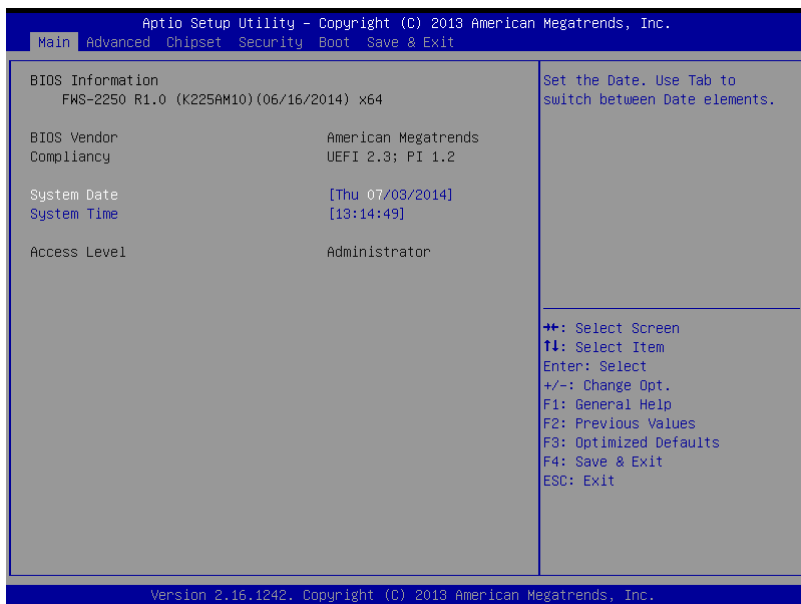 Aptio Setup Utility – Copyright (C) 2013 American Megatrends, Inc.
Main Advanced Chipset Security Boot Save & Exit
BIOS Information
FWS-2250 R1.0 (K225AM10)(06/16/2014) x64
BIOS Vendor American Megatrends
Compliancy UEFI 2.3; PI 1.2
System Date [Thu 07/03/2014]
System Time [13:14:49]
Access Level Administrator
Set the Date. Use Tab to
switch between Date elements.
→←: Select Screen
↑↓: Select Item
Enter: Select
+/-: Change Opt.
F1: General Help
F2: Previous Values
F3: Optimized Defaults
F4: Save & Exit
ESC: Exit
Version 2.16.1242. Copyright (C) 2013 American Megatrends, Inc.